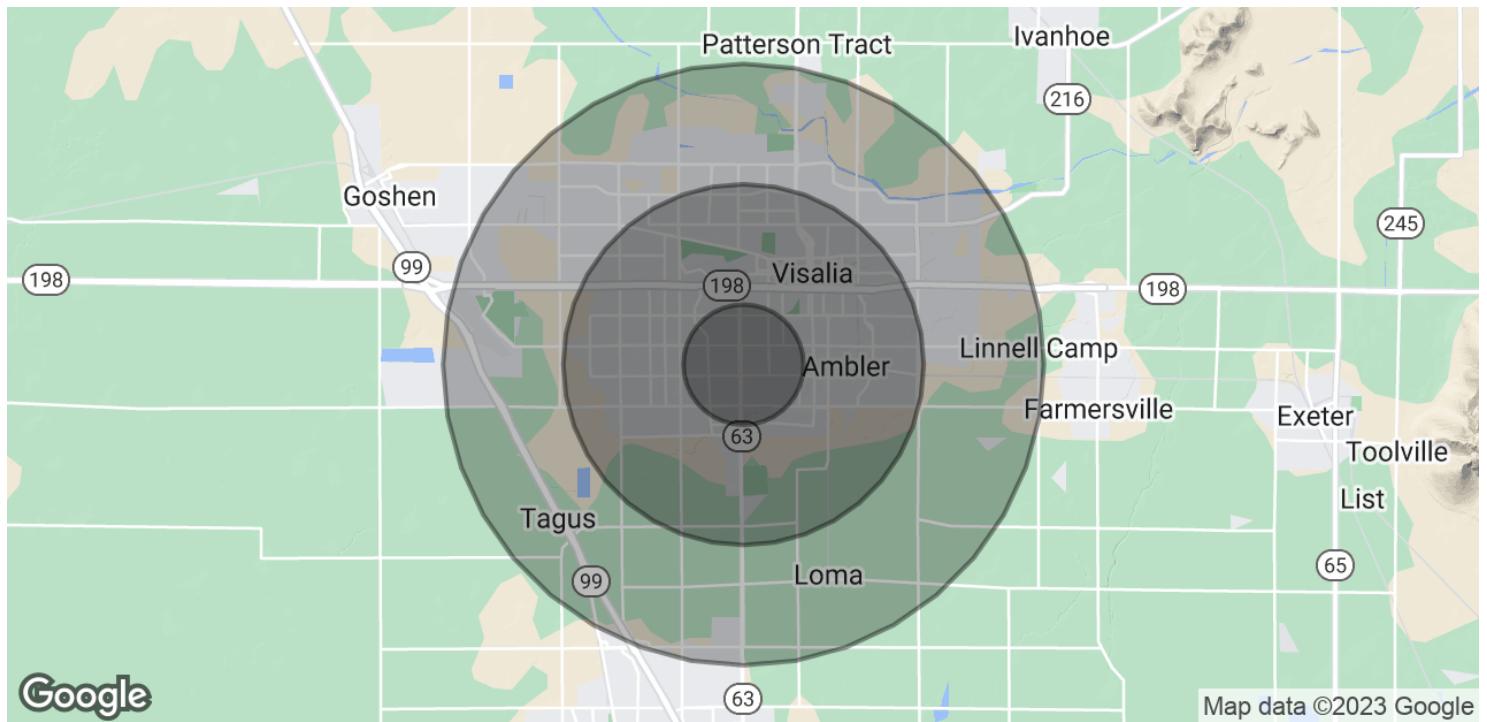 Patterson Tract
Ivanhoe
216
Goshen
245
99
Visalia
198
198
198
Linnell Camp
Ambler
Farmersville
Exeter
63
Toolville
List
Tagus
65
Loma
99
63
Google
Map data ©2023 Google